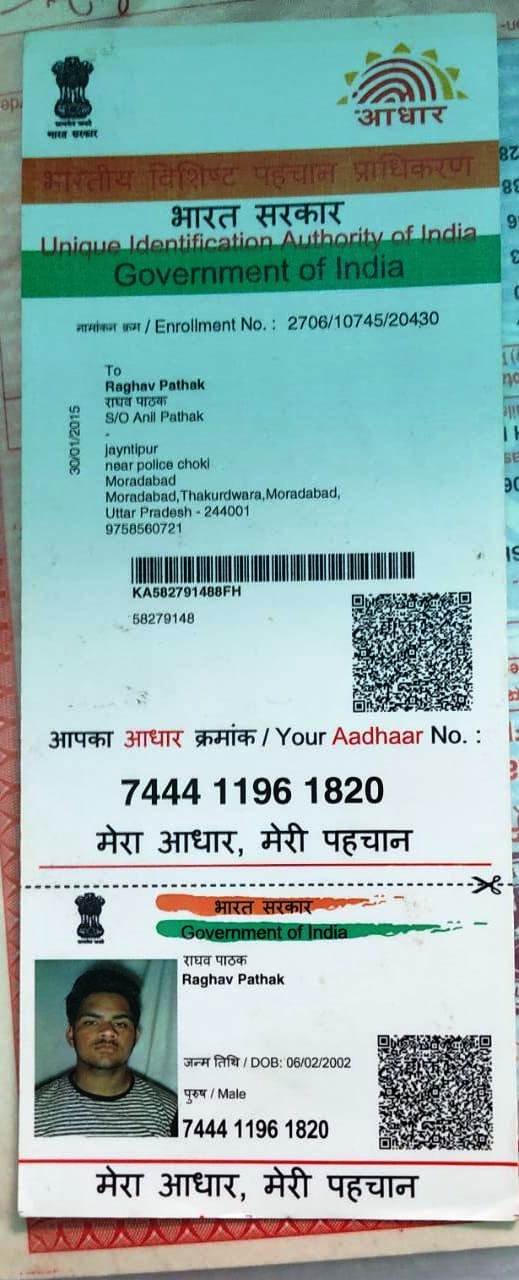 आधार
भारत सरकार
भारतीय विशिष्ट पहचान प्राधिकरण
भारत सरकार
Unique Identification Authority of India
Government of India
नामांकन क्रम / Enrollment No. : 2706/10745/20430
30/01/2015
To
Raghav Pathak
राघव पाठक
S/O Anil Pathak
-
jayntipur
near police choki
Moradabad
Moradabad,Thakurdwara,Moradabad,
Uttar Pradesh - 244001
9758560721
KA582791488FH
58279148
आपका आधार क्रमांक / Your Aadhaar No. :
7444 1196 1820
मेरा आधार, मेरी पहचान
भारत सरकार
Government of India
राघव पाठक
Raghav Pathak
जन्म तिथि / DOB: 06/02/2002
पुरुष / Male
7444 1196 1820
मेरा आधार, मेरी पहचान